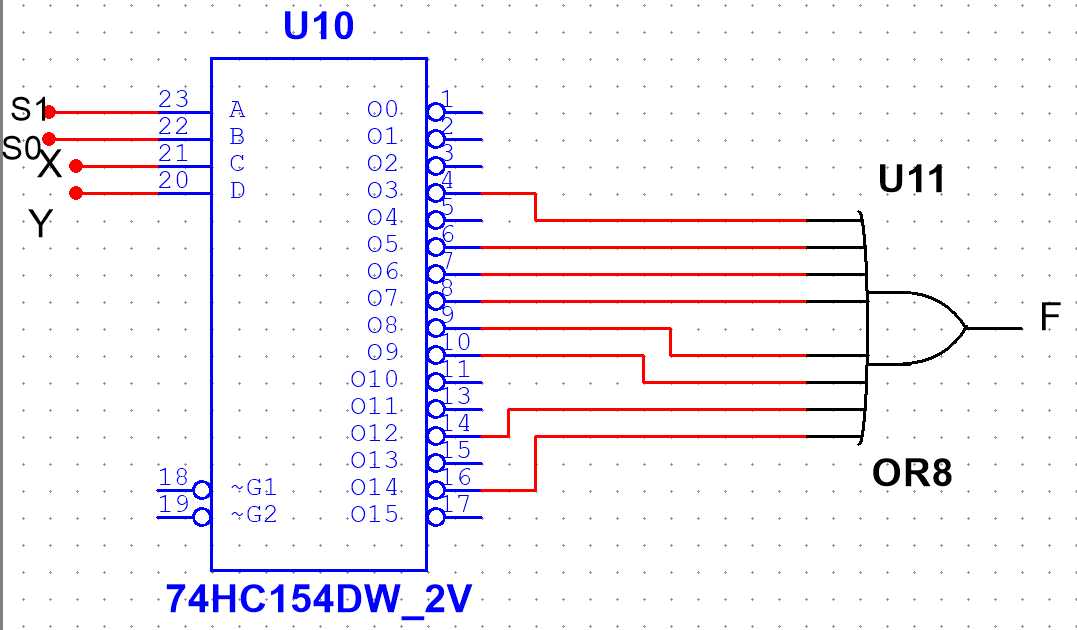 U10
S1
S0
X
Y
23 A
22 B
21 C
20 D
18 ~G1
19 ~G2
O0 1
O1 2
O2 3
O3 4
O4 5
O5 6
O6 7
O7 8
O8 9
O9 10
O10 11
O11 13
O12 14
O13 15
O14 16
O15 17
74HC154DW_2V
U11
F
OR8